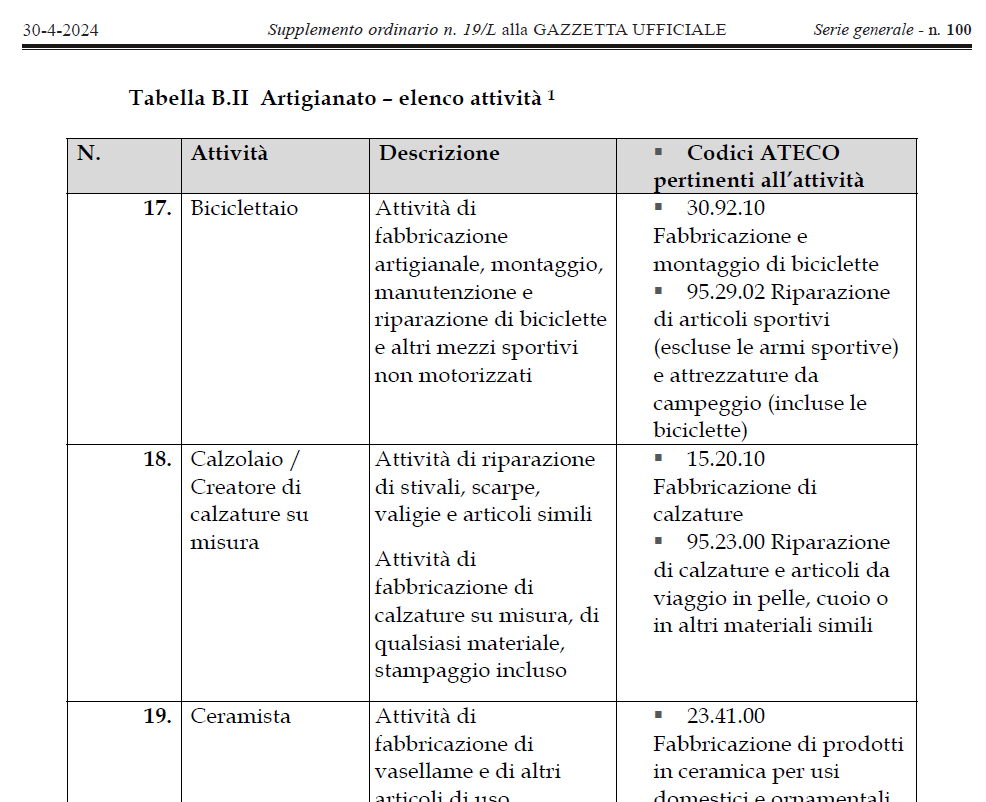 30-4-2024 Supplemento ordinario n. 19/L alla GAZZETTA UFFICIALE Serie generale - n. 100
Tabella B.II Artigianato – elenco attività ¹
N. Attività Descrizione ▪ Codici ATECO
pertinenti all’attività
17. Biciclettaio
Attività di
fabbricazione
artigianale, montaggio,
manutenzione e
riparazione di biciclette
e altri mezzi sportivi
non motorizzati
▪ 30.92.10
Fabbricazione e
montaggio di biciclette
▪ 95.29.02 Riparazione
di articoli sportivi
(escluse le armi sportive)
e attrezzature da
campeggio (incluse le
biciclette)
18. Calzolaio /
Creatore di
calzature su
misura
Attività di riparazione
di stivali, scarpe,
valigie e articoli simili
Attività di
fabbricazione di
calzature su misura, di
qualsiasi materiale,
stampaggio incluso
▪ 15.20.10
Fabbricazione di
calzature
▪ 95.23.00 Riparazione
di calzature e articoli da
viaggio in pelle, cuoio o
in altri materiali simili
19. Ceramista
Attività di
fabbricazione di
vasellame e di altri
articoli di uso
▪ 23.41.00
Fabbricazione di prodotti
in ceramica per usi
domestici e ornamentali